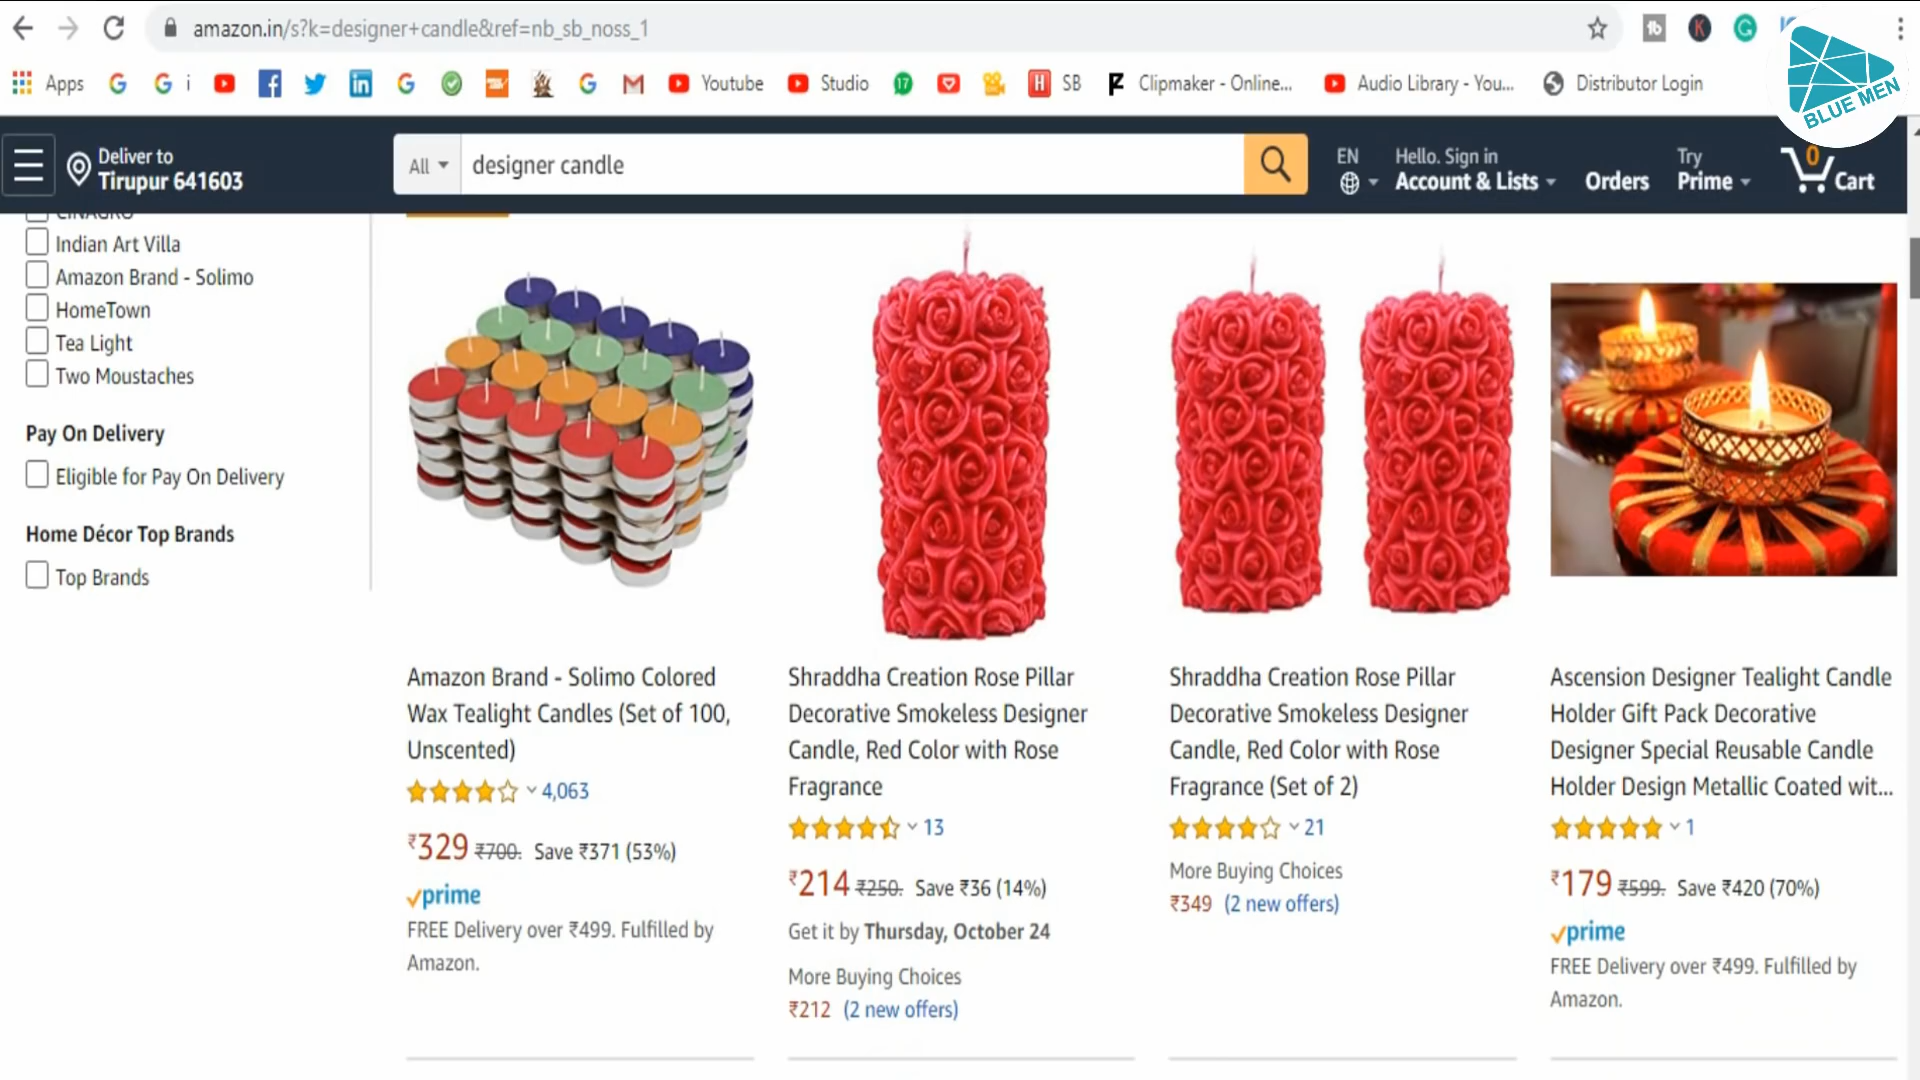 amazon.in/s?k=designer+candle&ref=nb_sb_noss_1
Apps
i
17
Youtube
Studio
H SB
Clipmaker - Online...
Audio Library - You...
Distributor Login
BLUE MEN
Deliver to
Tirupur 641603
All
designer candle
EN
Hello. Sign in
Account & Lists
Orders
Try
Prime
0
Cart
Indian Art Villa
Amazon Brand - Solimo
HomeTown
Tea Light
Two Moustaches
Pay On Delivery
Eligible for Pay On Delivery
Home Décor Top Brands
Top Brands
Amazon Brand - Solimo Colored
Wax Tealight Candles (Set of 100,
Unscented)
4,063
₹329 ₹700. Save ₹371 (53%)
prime
FREE Delivery over ₹499. Fulfilled by
Amazon.
Shraddha Creation Rose Pillar
Decorative Smokeless Designer
Candle, Red Color with Rose
Fragrance
13
₹214 ₹250. Save ₹36 (14%)
Get it by Thursday, October 24
More Buying Choices
₹212 (2 new offers)
Shraddha Creation Rose Pillar
Decorative Smokeless Designer
Candle, Red Color with Rose
Fragrance (Set of 2)
21
More Buying Choices
₹349 (2 new offers)
Ascension Designer Tealight Candle
Holder Gift Pack Decorative
Designer Special Reusable Candle
Holder Design Metallic Coated wit...
1
₹179 ₹599. Save ₹420 (70%)
prime
FREE Delivery over ₹499. Fulfilled by
Amazon.